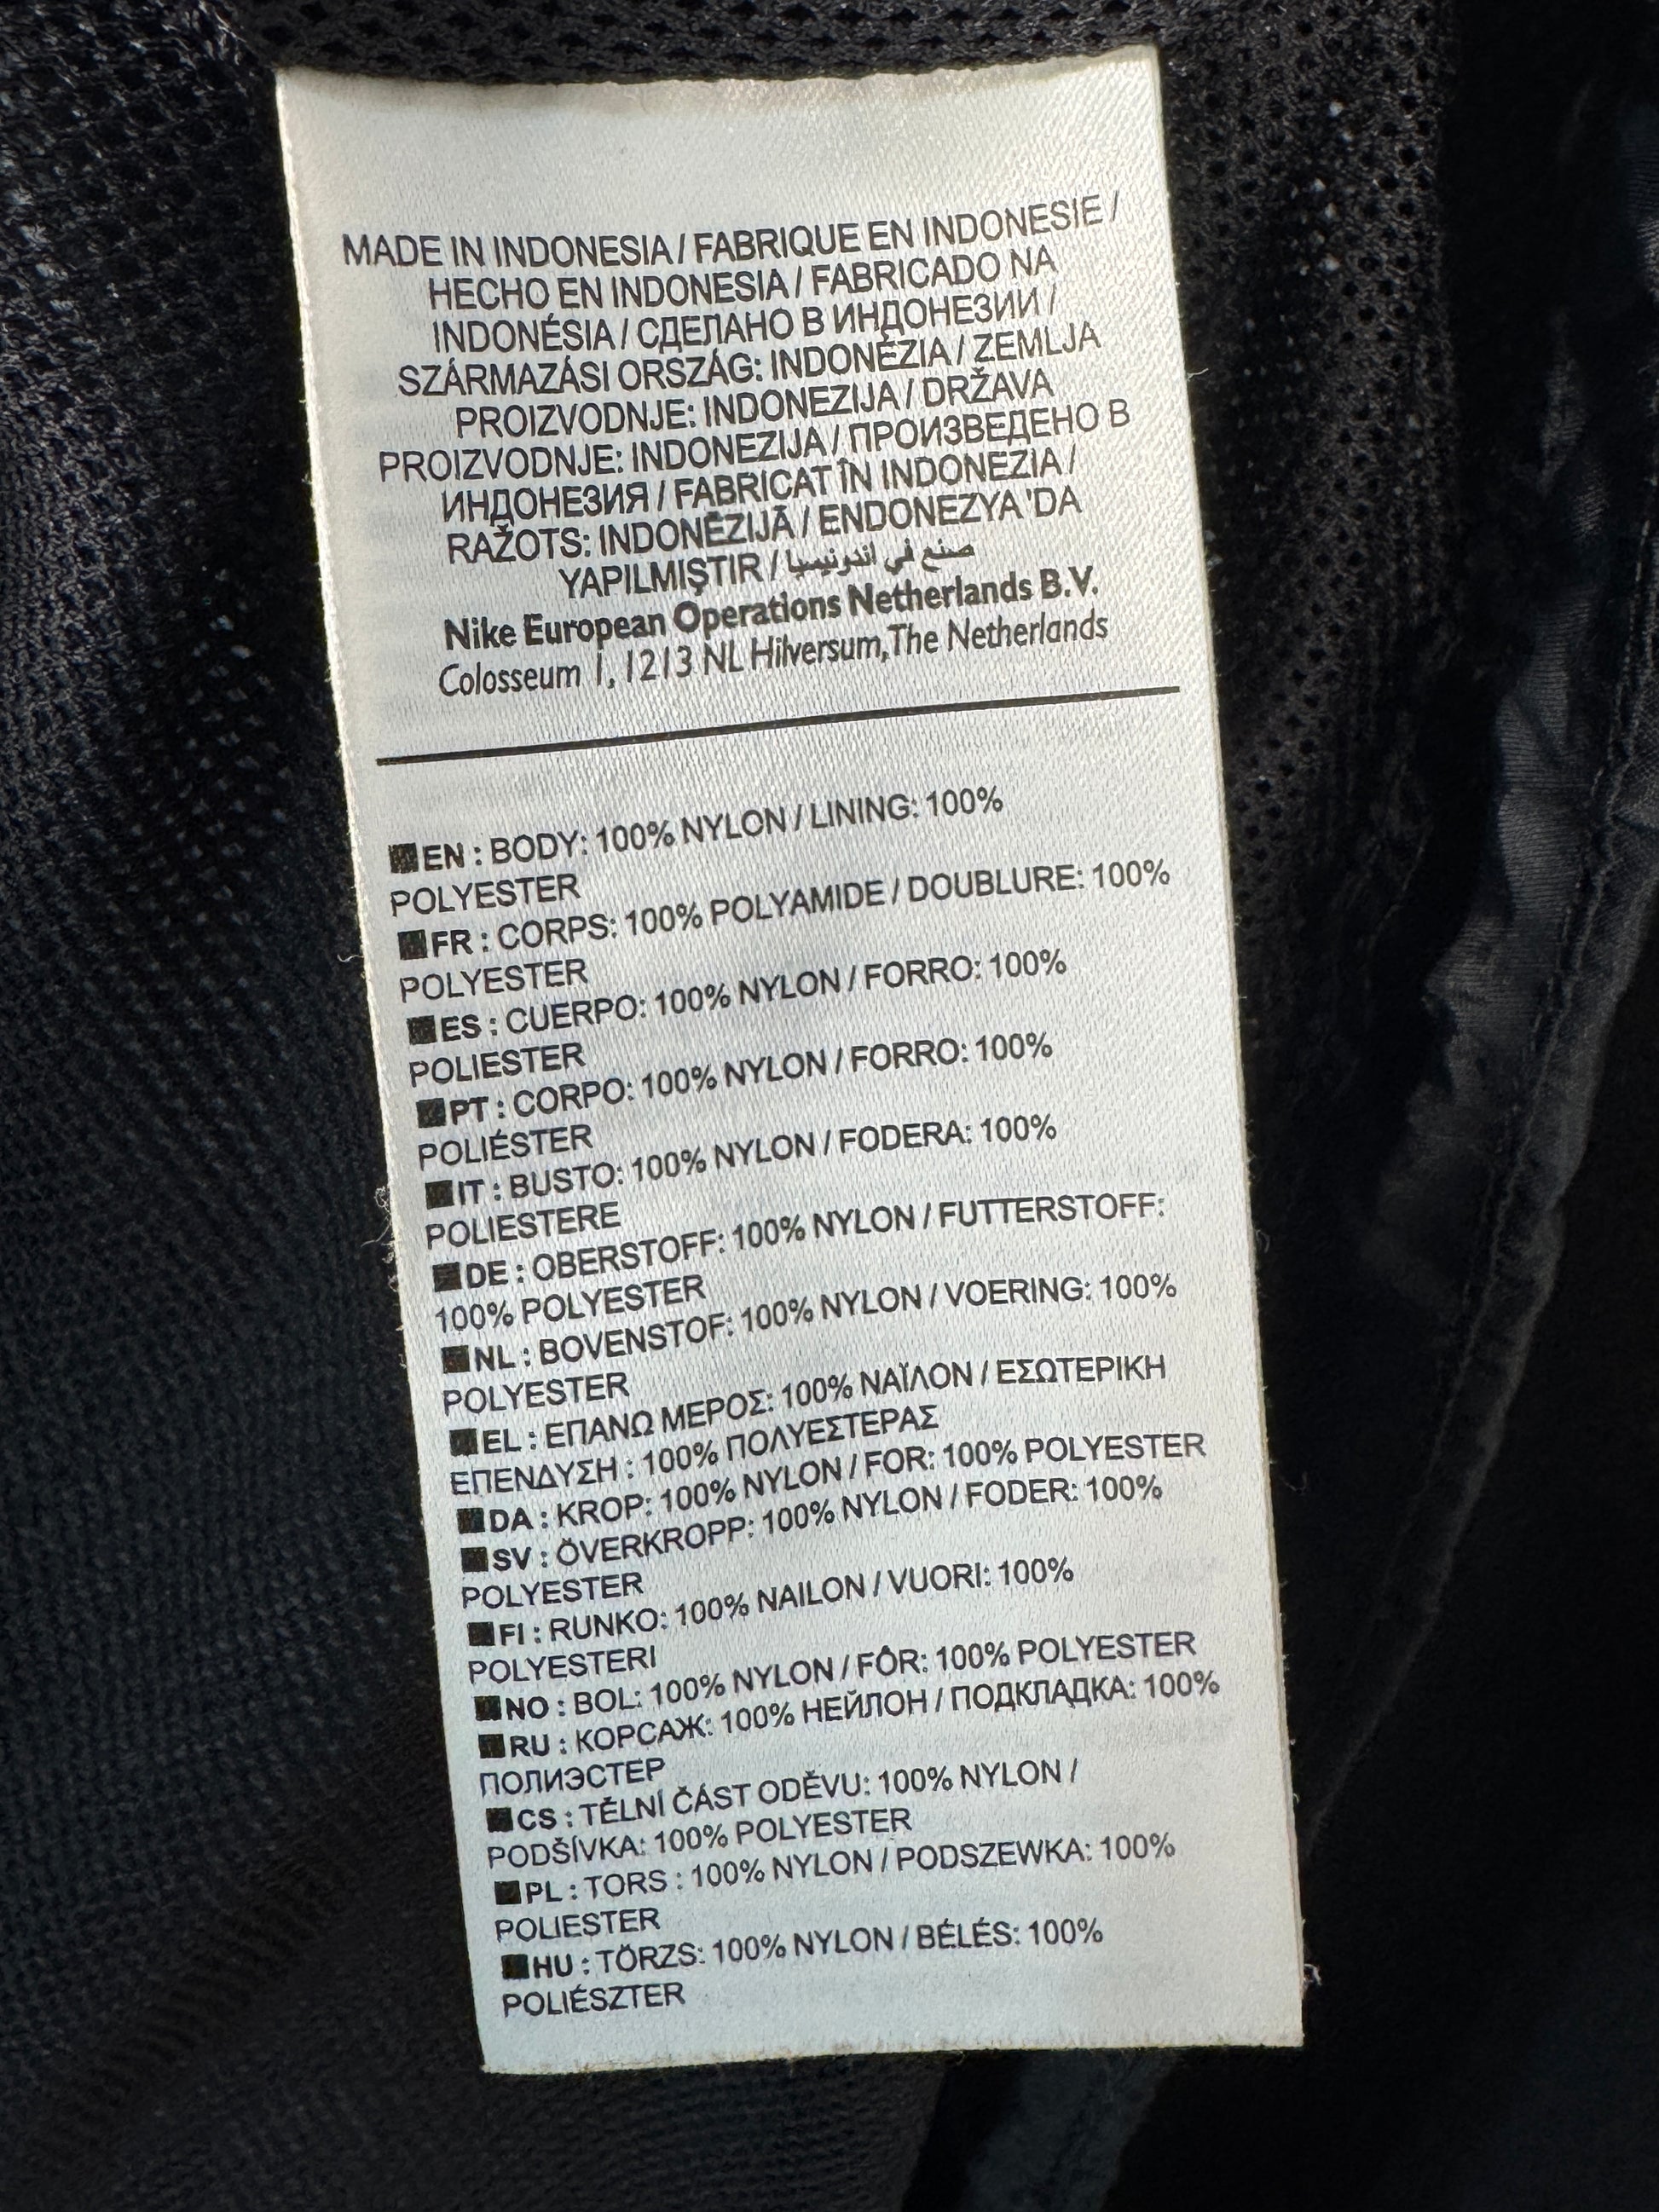 MADE IN INDONESIA / FABRIQUE EN INDONESIE /
HECHO EN INDONESIA / FABRICADO NA
INDONÉSIA / СДЕЛАНО В ИНДОНЕЗИИ /
SZÁRMAZÁSI ORSZÁG: INDONÉZIA / ZEMLJA
PROIZVODNJE: INDONEZIJA / DRŽAVA
PROIZVODNJE: INDONEZIJA / ПРОИЗВЕДЕНО В
ИНДОНЕЗИЯ / FABRICAT ÎN INDONEZIA /
RAŽOTS: INDONĒZIJĀ / ENDONEZYA 'DA
YAPILMIŞTIR / صنع في اندونيسيا
Nike European Operations Netherlands B.V.
Colosseum 1, 1213 NL Hilversum,The Netherlands
■EN : BODY: 100% NYLON / LINING: 100%
POLYESTER
■FR : CORPS: 100% POLYAMIDE / DOUBLURE: 100%
POLYESTER
■ES : CUERPO: 100% NYLON / FORRO: 100%
POLIESTER
■PT : CORPO: 100% NYLON / FORRO: 100%
POLIÉSTER
■IT : BUSTO: 100% NYLON / FODERA: 100%
POLIESTERE
■DE : OBERSTOFF: 100% NYLON / FUTTERSTOFF:
100% POLYESTER
■NL : BOVENSTOF: 100% NYLON / VOERING: 100%
POLYESTER
■EL : ΕΠΑΝΩ ΜΕΡΟΣ: 100% ΝΑΪΛΟΝ / ΕΣΩΤΕΡΙΚΗ
ΕΠΕΝΔΥΣΗ : 100% ΠΟΛΥΕΣΤΕΡΑΣ
■DA : KROP: 100% NYLON / FOR: 100% POLYESTER
■SV : ÖVERKROPP: 100% NYLON / FODER: 100%
POLYESTER
■FI : RUNKO: 100% NAILON / VUORI: 100%
POLYESTERI
■NO : BOL: 100% NYLON / FÔR: 100% POLYESTER
■RU : КОРСАЖ: 100% НЕЙЛОН / ПОДКЛАДКА: 100%
ПОЛИЭСТЕР
■CS : TĚLNÍ ČÁST ODĚVU: 100% NYLON /
PODŠÍVKA: 100% POLYESTER
■PL : TORS : 100% NYLON / PODSZEWKA: 100%
POLIESTER
■HU : TÖRZS: 100% NYLON / BÉLÉS: 100%
POLIÉSZTER